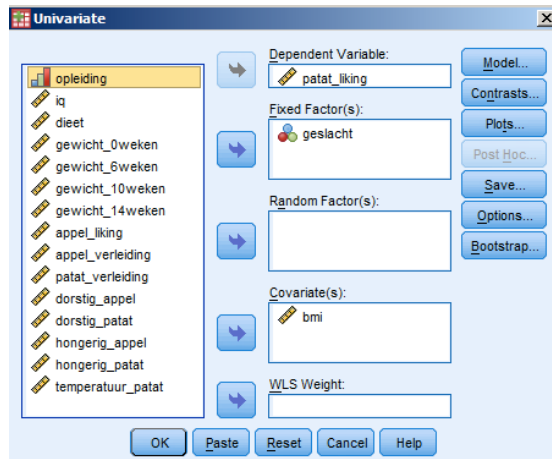 Univariate
opleiding
iq
dieet
gewicht_0weken
gewicht_6weken
gewicht_10weken
gewicht_14weken
appel_liking
appel_verleiding
patat_verleiding
dorstig_appel
dorstig_patat
hongerig_appel
hongerig_patat
temperatuur_patat
Dependent Variable:
patat_liking
Fixed Factor(s):
geslacht
Random Factor(s):
Covariate(s):
bmi
WLS Weight:
Model...
Contrasts...
Plots...
Post Hoc...
Save...
Options...
Bootstrap...
OK
Paste
Reset
Cancel
Help